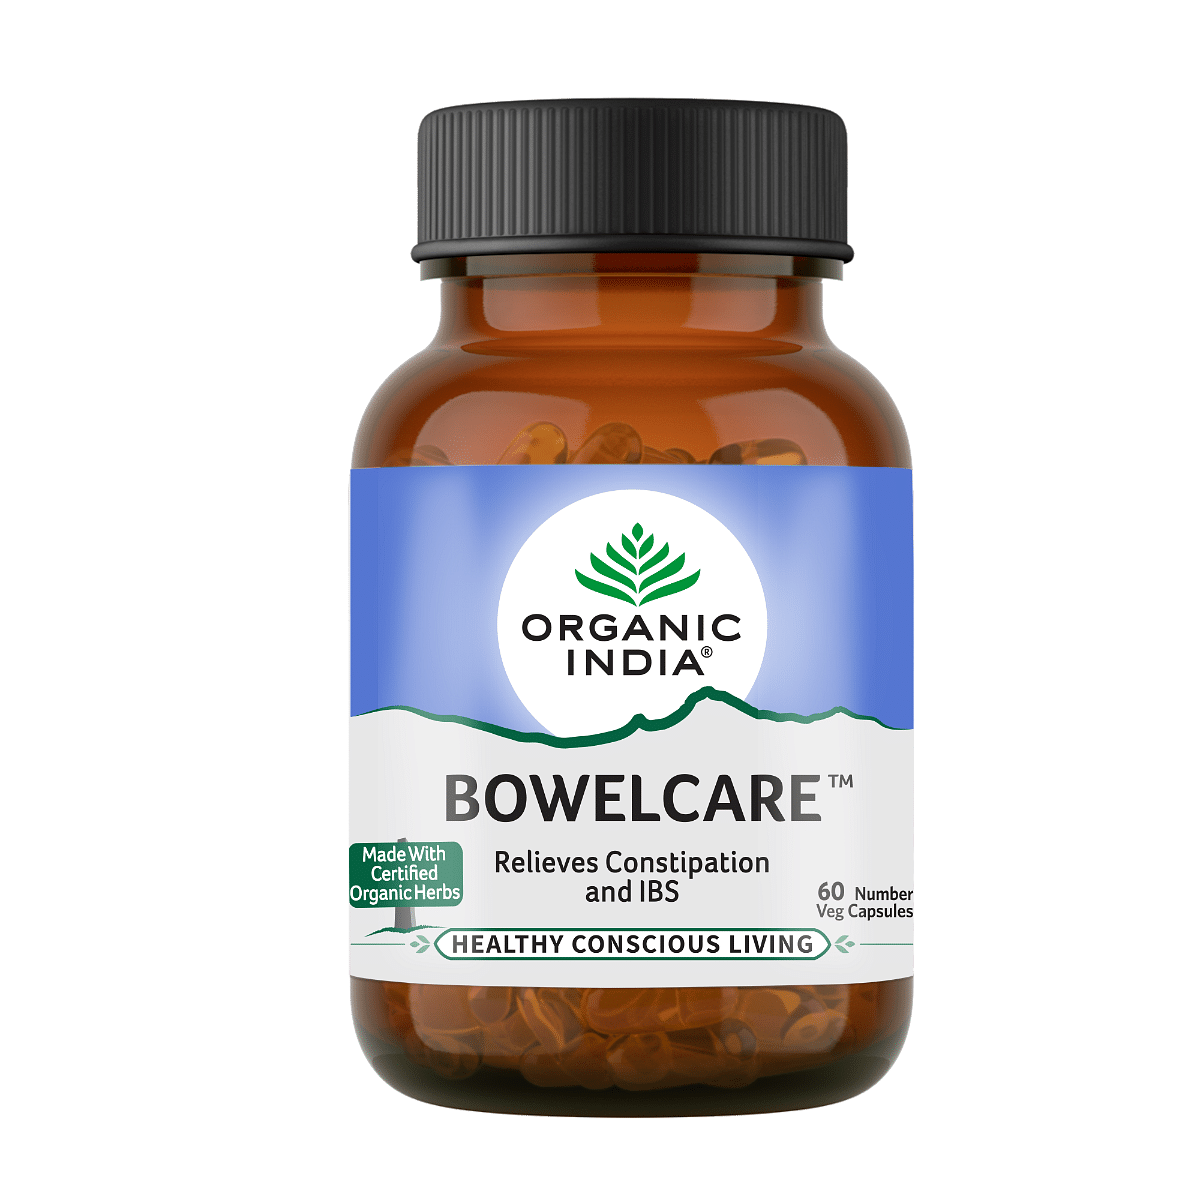 ORGANIC
INDIA®
BOWELCARE™
Made With
Certified
Organic Herbs
Relieves Constipation
and IBS
60 Number
Veg Capsules
HEALTHY CONSCIOUS LIVING